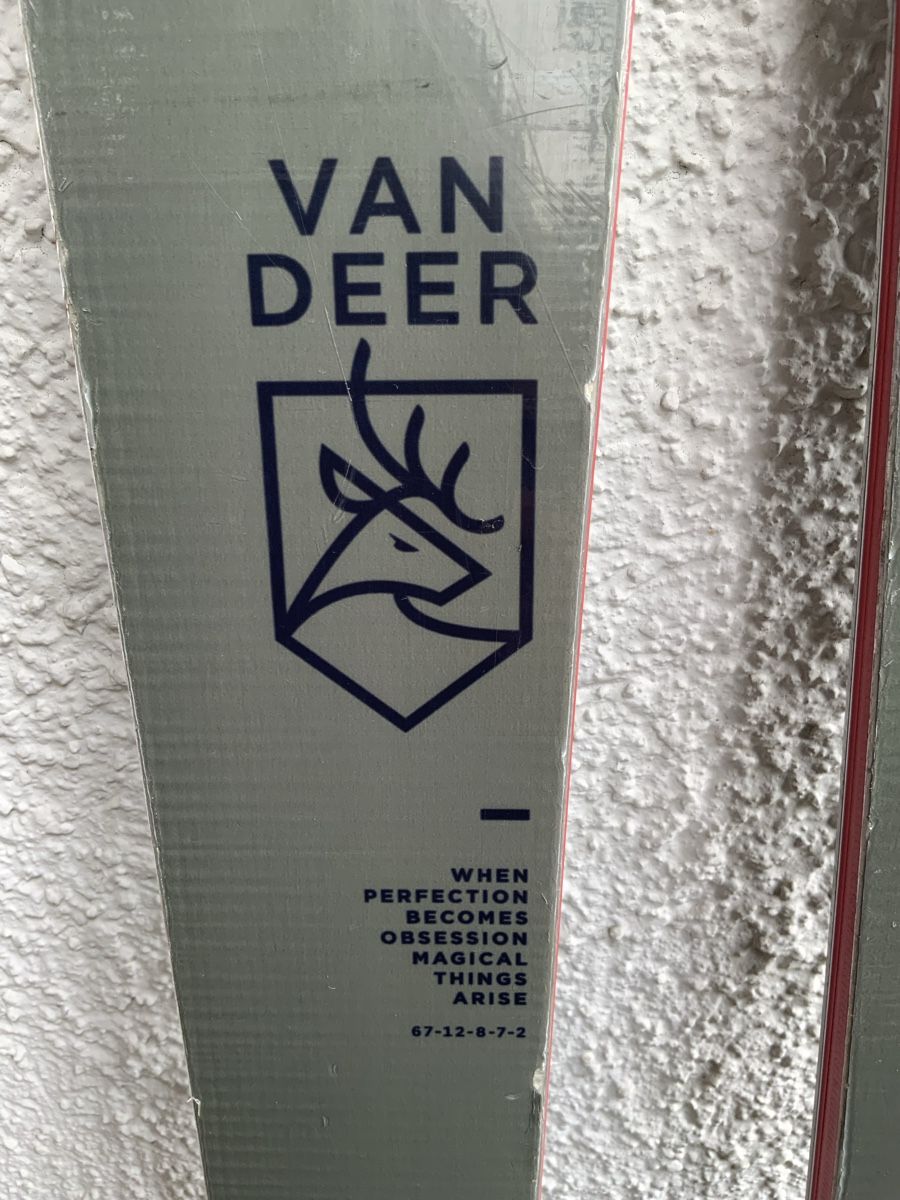 VAN
DEER
WHEN
PERFECTION
BECOMES
OBSESSION
MAGICAL
THINGS
ARISE
67-12-8-7-2